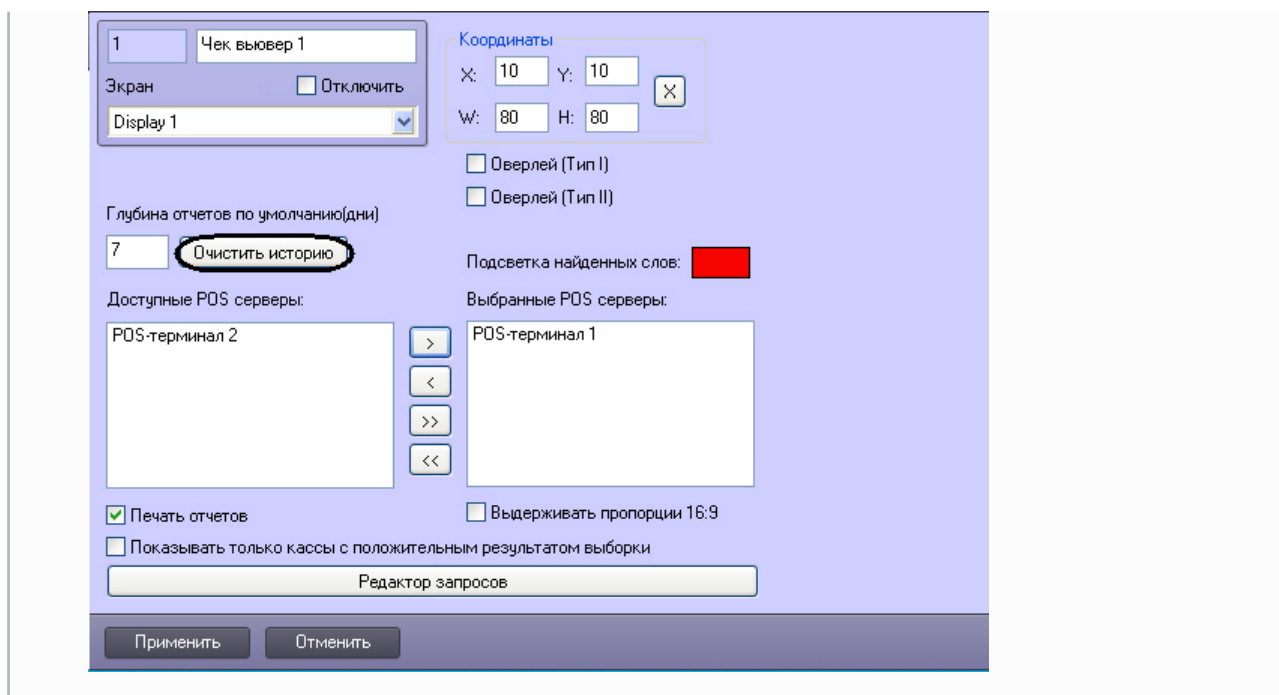 1 Чек вьювер 1
Экран Отключить
Display 1
Координаты
X: 10 Y: 10 X
W: 80 H: 80
Оверлей (Тип I)
Оверлей (Тип II)
Глубина отчетов по умолчанию(дни)
7 Очистить историю
Подсветка найденных слов:
Доступные POS серверы:
POS-терминал 2
>
<
>>
<<
Выбранные POS серверы:
POS-терминал 1
Печать отчетов
Выдерживать пропорции 16:9
Показывать только кассы с положительным результатом выборки
Редактор запросов
Применить Отменить